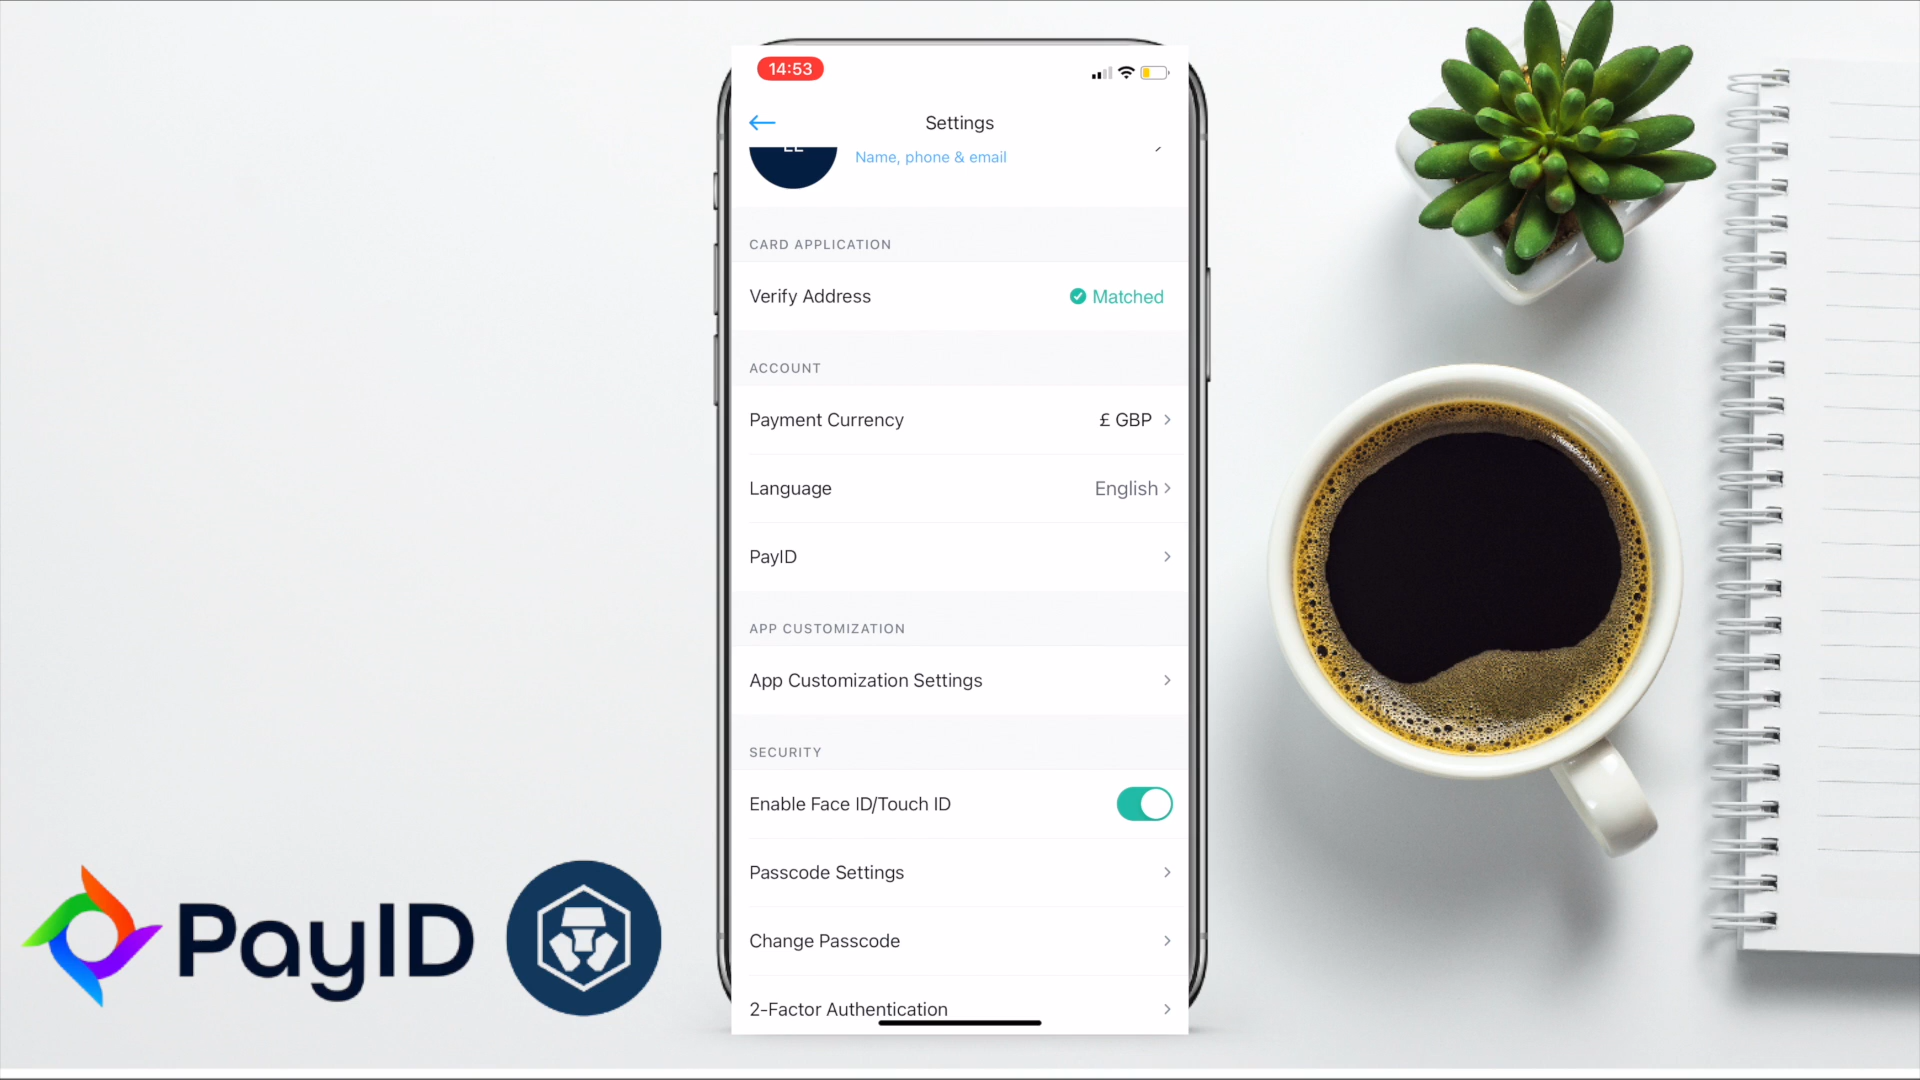 14:53
Settings
Name, phone & email
CARD APPLICATION
Verify Address
Matched
ACCOUNT
Payment Currency
£ GBP
Language
English
PayID
APP CUSTOMIZATION
App Customization Settings
SECURITY
Enable Face ID/Touch ID
Passcode Settings
Change Passcode
2-Factor Authentication
PayID